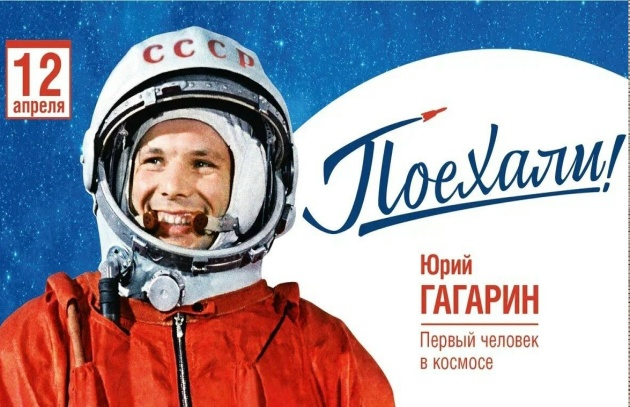 12
апреля
СССР
Поехали!
Юрий
ГАГАРИН
Первый человек
в космосе